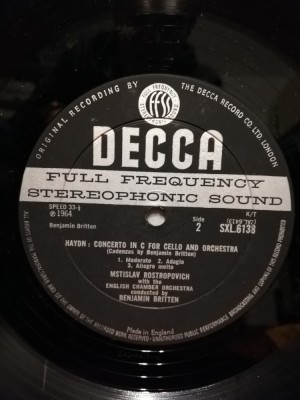 ORIGINAL RECORDING BY
THE DECCA RECORD CO. LTD. LONDON
FULL FREQUENCY
FFSS
DECCA
FULL FREQUENCY
STEREOPHONIC SOUND
SPEED 33⅓
K/T
℗1964
Side
2
SXL.6138
Benjamin Britten
HAYDN: CONCERTO IN C FOR CELLO AND ORCHESTRA
(Cadenzas by Benjamin Britten)
1. Moderato 2. Adagio
3. Allegro molto
MSTISLAV ROSTROPOVICH
with the
ENGLISH CHAMBER ORCHESTRA
conducted by
BENJAMIN BRITTEN
Made in England